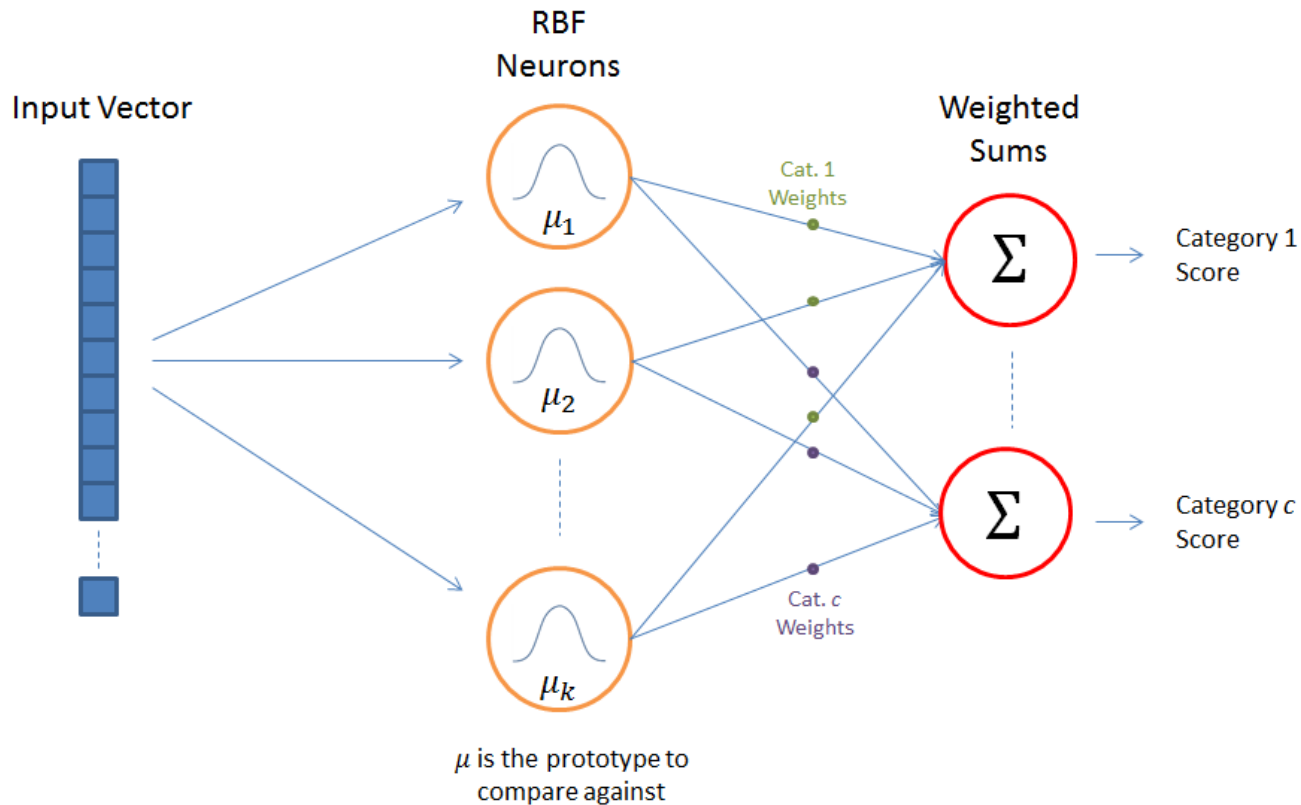 RBF
Neurons
Input Vector
Weighted
Sums
μ₁
μ₂
μₖ
Cat. 1
Weights
Cat. c
Weights
Σ
Σ
Category 1
Score
Category c
Score
μ is the prototype to
compare against